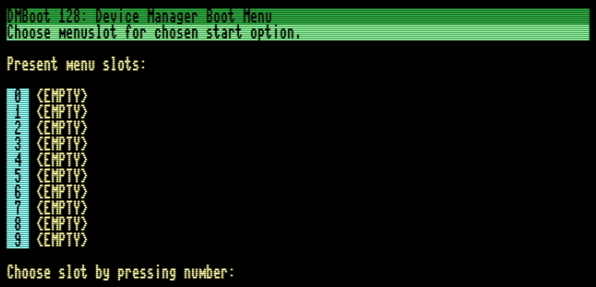 DMBoot 128: Device Manager Boot Menu
Choose menuslot for chosen start option.
Present menu slots:
0 <EMPTY>
1 <EMPTY>
2 <EMPTY>
3 <EMPTY>
4 <EMPTY>
5 <EMPTY>
6 <EMPTY>
7 <EMPTY>
8 <EMPTY>
9 <EMPTY>
Choose slot by pressing number: